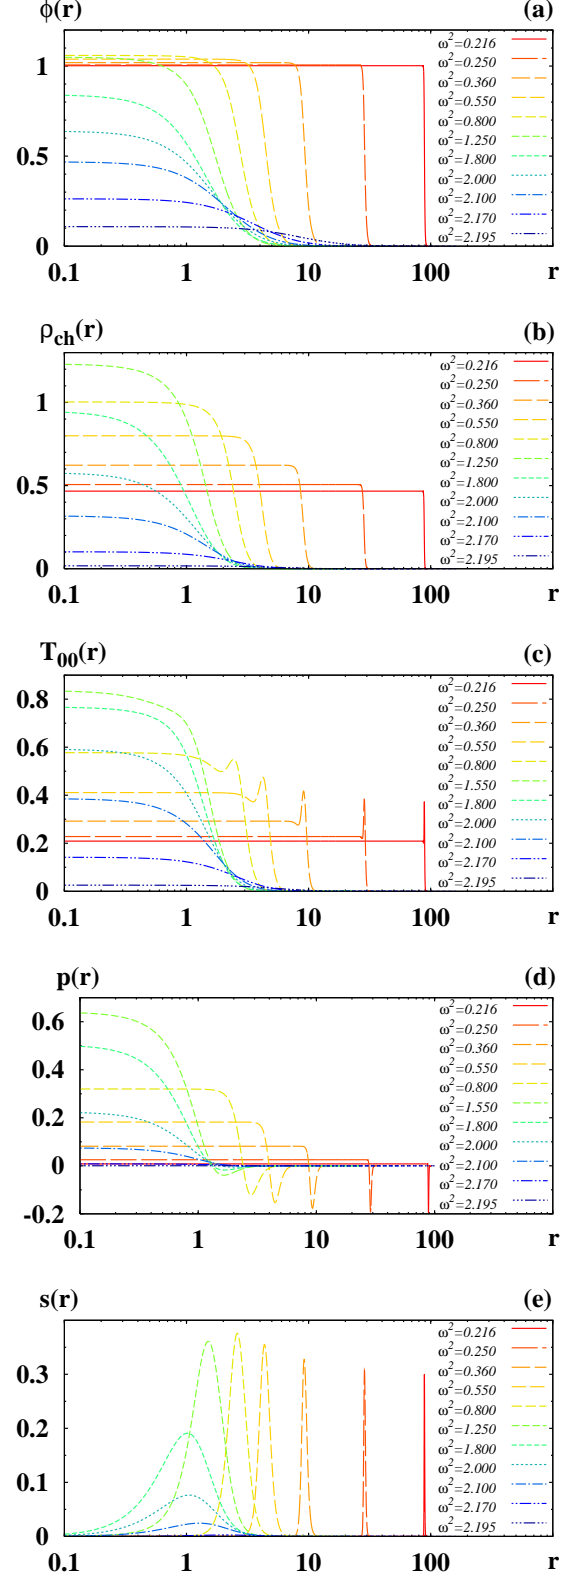 ϕ(r) (a)
ω²=0.216
ω²=0.250
1 ω²=0.360
ω²=0.550
ω²=0.800
ω²=1.250
0.5 ω²=1.800
ω²=2.000
ω²=2.100
ω²=2.170
0 ω²=2.195
0.1 1 10 100 r
ρ_ch(r) (b)
ω²=0.216
ω²=0.250
1 ω²=0.360
ω²=0.550
ω²=0.800
ω²=1.250
0.5 ω²=1.800
ω²=2.000
ω²=2.100
ω²=2.170
0 ω²=2.195
0.1 1 10 100 r
T_00(r) (c)
0.8 ω²=0.216
ω²=0.250
ω²=0.360
0.6 ω²=0.550
ω²=0.800
0.4 ω²=1.550
ω²=1.800
0.2 ω²=2.000
ω²=2.100
ω²=2.170
0 ω²=2.195
0.1 1 10 100 r
p(r) (d)
0.6 ω²=0.216
ω²=0.250
ω²=0.360
0.4 ω²=0.550
ω²=0.800
0.2 ω²=1.550
ω²=1.800
0 ω²=2.000
ω²=2.100
ω²=2.170
-0.2 ω²=2.195
0.1 1 10 100 r
s(r) (e)
ω²=0.216
0.3 ω²=0.250
ω²=0.360
ω²=0.550
0.2 ω²=0.800
ω²=1.250
ω²=1.800
0.1 ω²=2.000
ω²=2.100
ω²=2.170
0 ω²=2.195
0.1 1 10 100 r